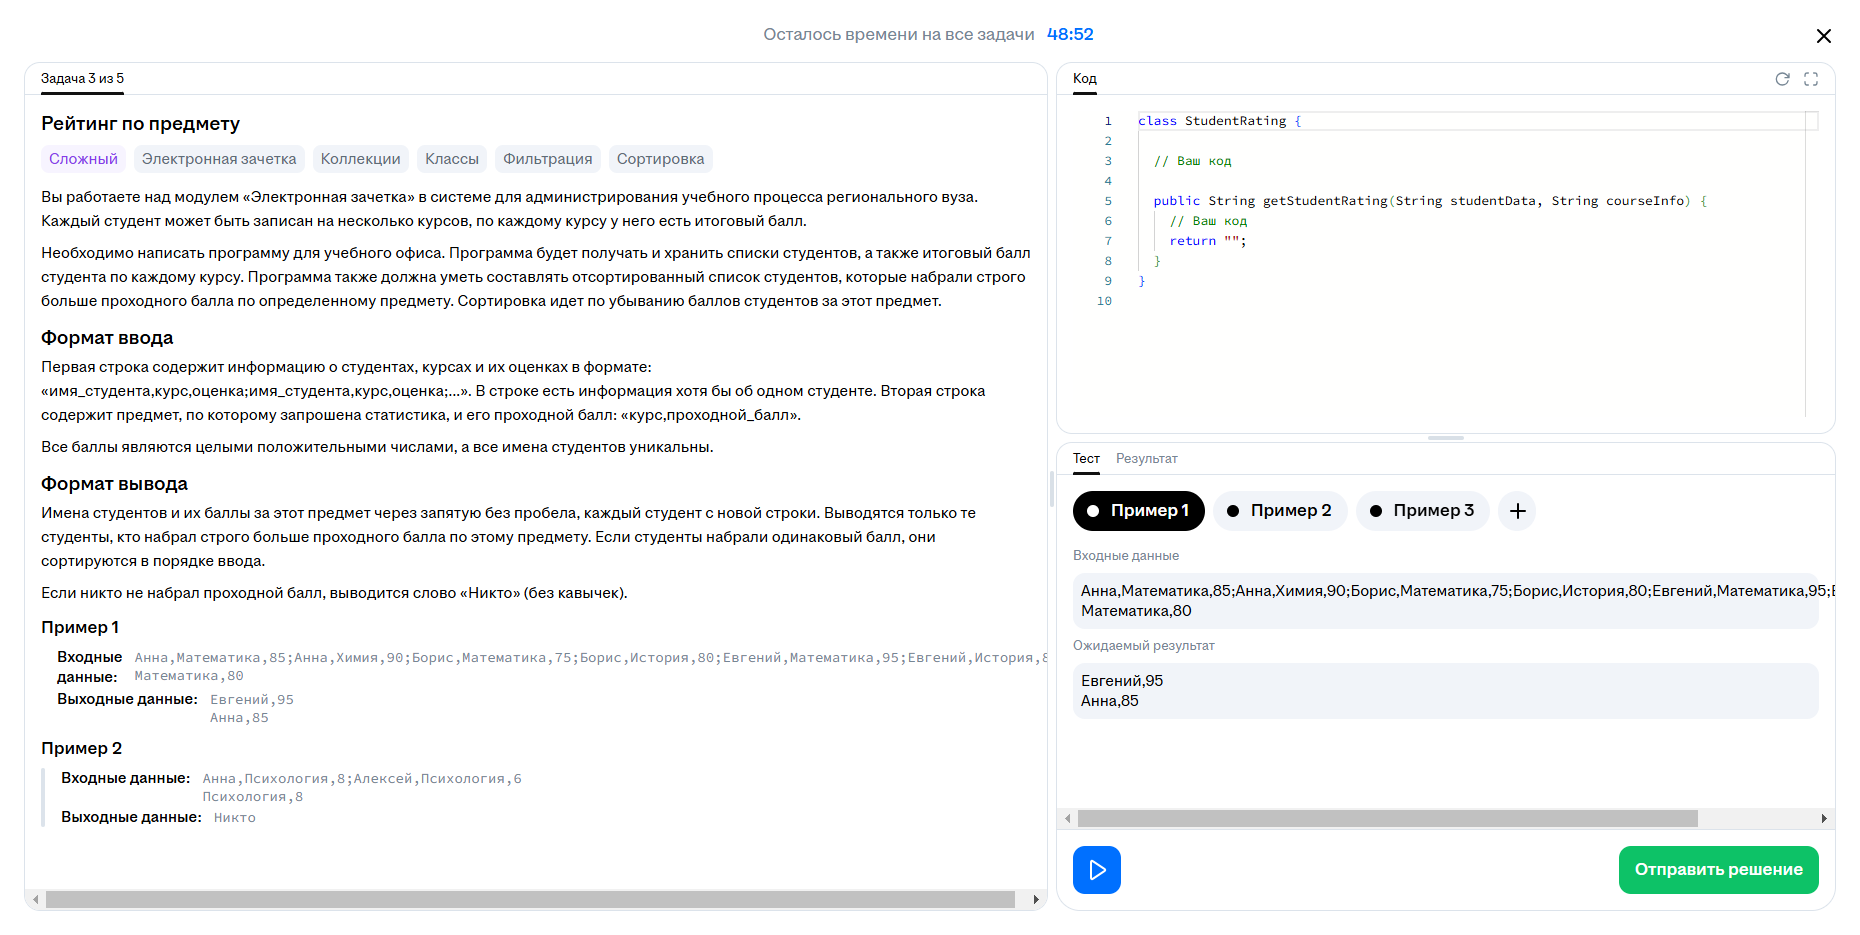 Осталось времени на все задачи 48:52
Задача 3 из 5
Рейтинг по предмету
Сложный Электронная зачетка Коллекции Классы Фильтрация Сортировка
Вы работаете над модулем «Электронная зачетка» в системе для администрирования учебного процесса регионального вуза.
Каждый студент может быть записан на несколько курсов, по каждому курсу у него есть итоговый балл.
Необходимо написать программу для учебного офиса. Программа будет получать и хранить списки студентов, а также итоговый балл
студента по каждому курсу. Программа также должна уметь составлять отсортированный список студентов, которые набрали строго
больше проходного балла по определенному предмету. Сортировка идет по убыванию баллов студентов за этот предмет.
Формат ввода
Первая строка содержит информацию о студентах, курсах и их оценках в формате:
«имя_студента,курс,оценка;имя_студента,курс,оценка;...». В строке есть информация хотя бы об одном студенте. Вторая строка
содержит предмет, по которому запрошена статистика, и его проходной балл: «курс,проходной_балл».
Все баллы являются целыми положительными числами, а все имена студентов уникальны.
Формат вывода
Имена студентов и их баллы за этот предмет через запятую без пробела, каждый студент с новой строки. Выводятся только те
студенты, кто набрал строго больше проходного балла по этому предмету. Если студенты набрали одинаковый балл, они
сортируются в порядке ввода.
Если никто не набрал проходной балл, выводится слово «Никто» (без кавычек).
Пример 1
Входные данные: Анна,Математика,85;Анна,Химия,90;Борис,Математика,75;Борис,История,80;Евгений,Математика,95;Евгений,История,
Математика,80
Выходные данные: Евгений,95
Анна,85
Пример 2
Входные данные: Анна,Психология,8;Алексей,Психология,6
Психология,8
Выходные данные: Никто
Код
1 class StudentRating {
2
3 // Ваш код
4
5 public String getStudentRating(String studentData, String courseInfo) {
6 // Ваш код
7 return "";
8 }
9 }
10
Тест Результат
Пример 1 Пример 2 Пример 3 +
Входные данные
Анна,Математика,85;Анна,Химия,90;Борис,Математика,75;Борис,История,80;Евгений,Математика,95;
Математика,80
Ожидаемый результат
Евгений,95
Анна,85
Отправить решение